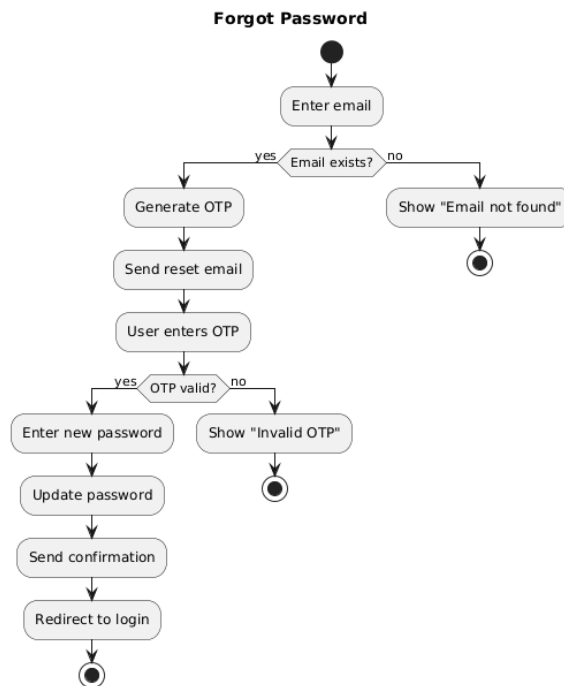 Forgot Password
Enter email
yes
Email exists?
no
Generate OTP
Show "Email not found"
Send reset email
User enters OTP
yes
OTP valid?
no
Enter new password
Show "Invalid OTP"
Update password
Send confirmation
Redirect to login